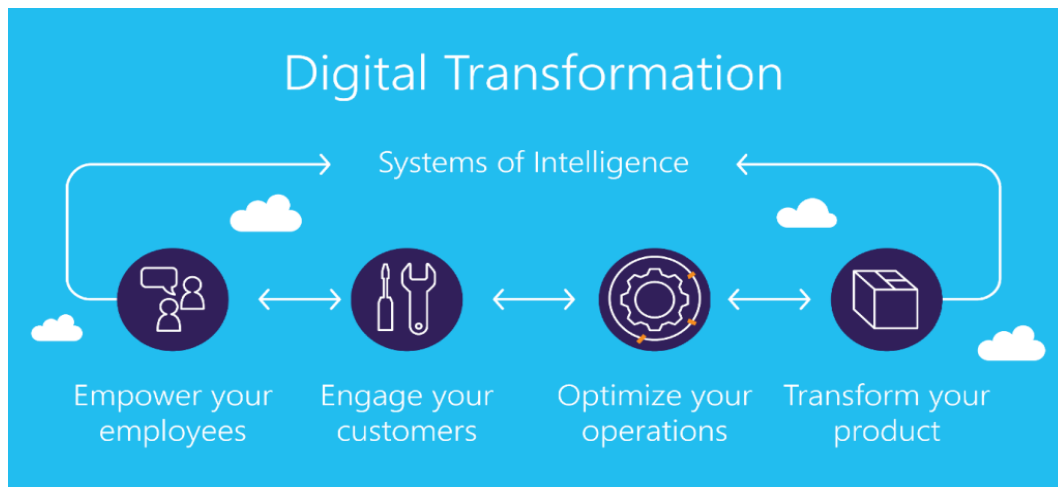 Digital Transformation
Systems of Intelligence
Empower your
employees
Engage your
customers
Optimize your
operations
Transform your
product